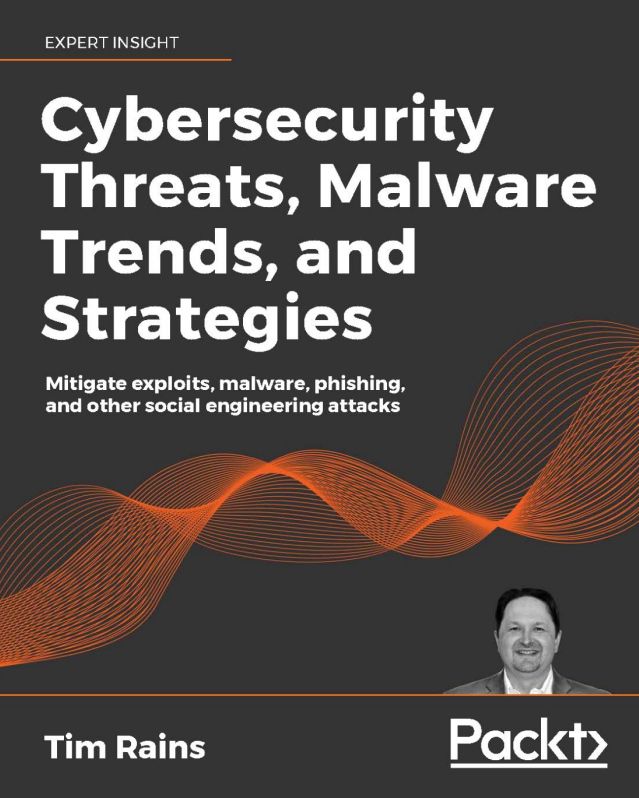 EXPERT INSIGHT
Cybersecurity
Threats, Malware
Trends, and
Strategies
Mitigate exploits, malware, phishing,
and other social engineering attacks
Tim Rains
Packt>